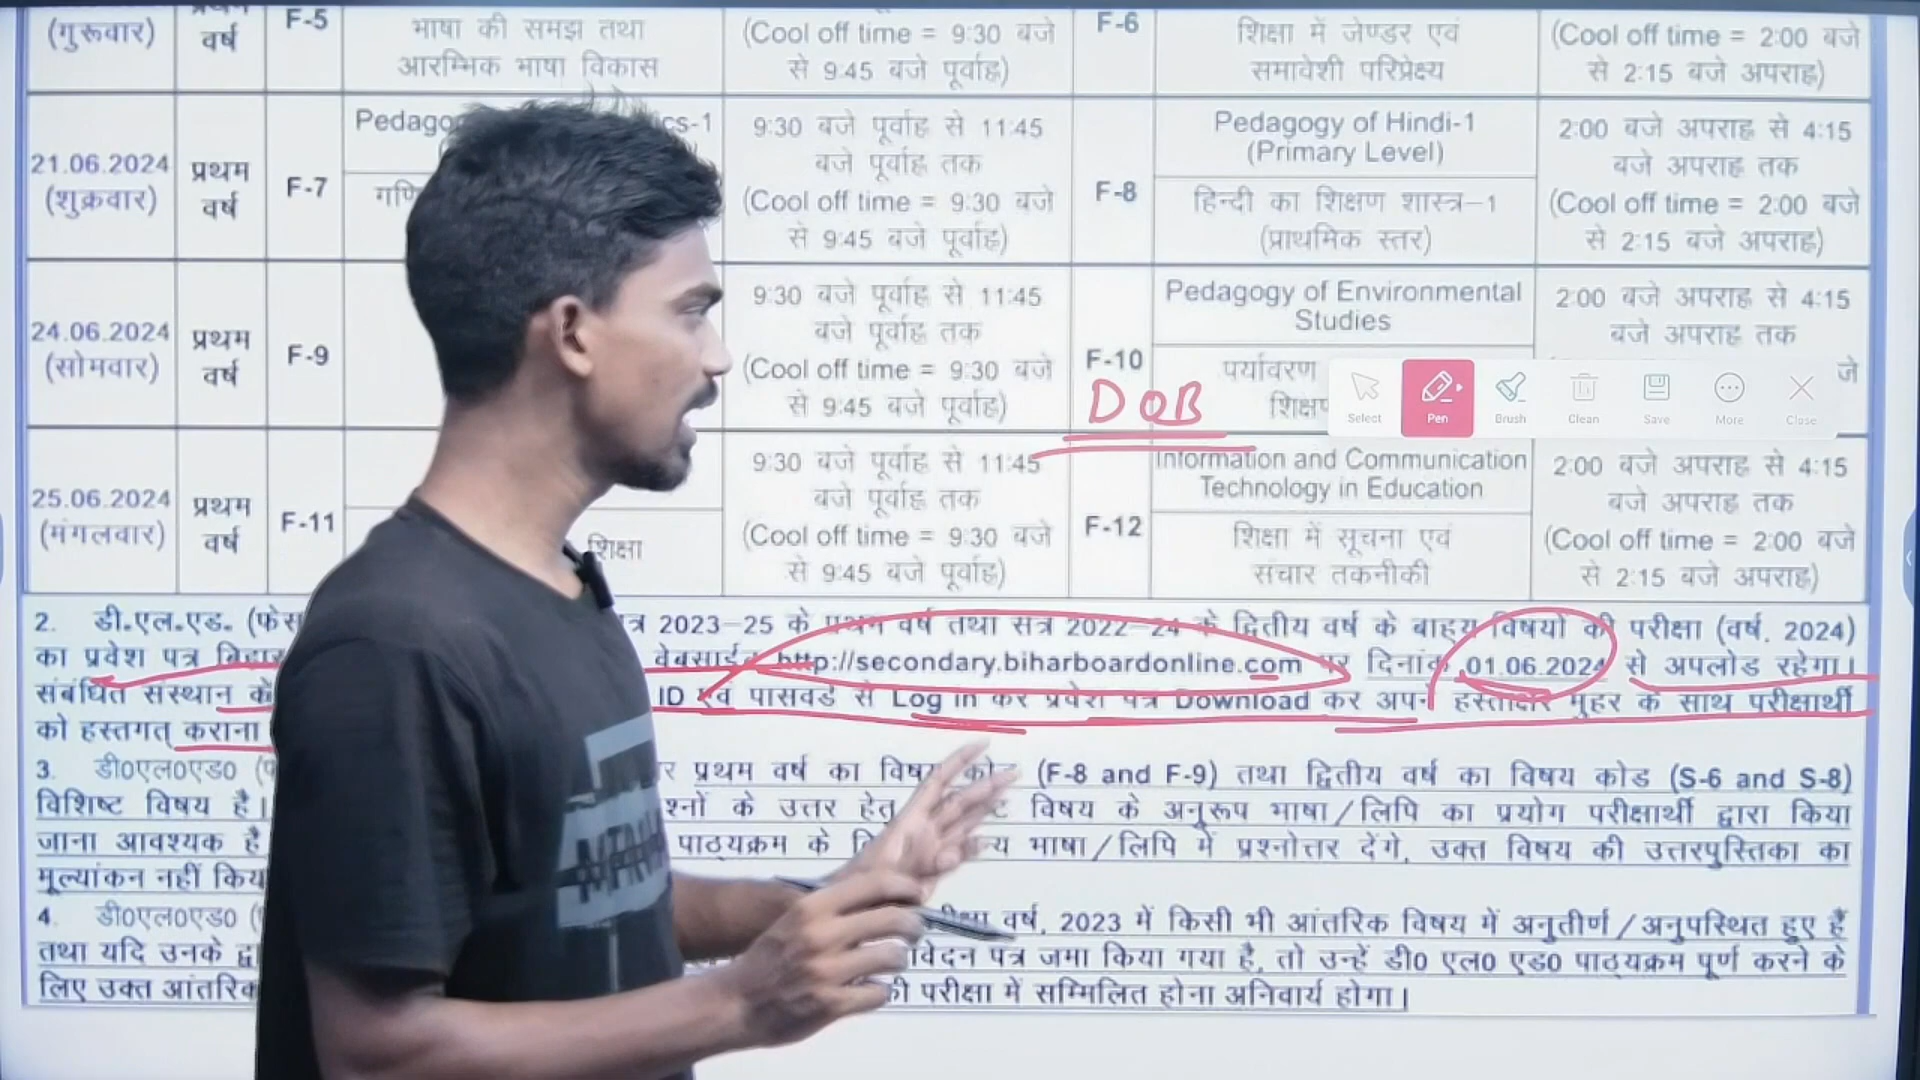 प्रथम
(गुरूवार) वर्ष F-5 भाषा की समझ तथा (Cool off time = 9:30 बजे F-6 शिक्षा में जेण्डर एवं (Cool off time = 2:00 बजे
आरम्भिक भाषा विकास से 9:45 बजे पूर्वाह्न) समावेशी परिप्रेक्ष्य से 2:15 बजे अपराह्न)
cs-1 9:30 बजे पूर्वाह्न से 11:45 Pedagogy of Hindi-1 2:00 बजे अपराह्न से 4:15
21.06.2024 प्रथम बजे पूर्वाह्न तक (Primary Level) बजे अपराह्न तक
(शुक्रवार) वर्ष F-7 (Cool off time = 9:30 बजे F-8 हिन्दी का शिक्षण शास्त्र-1 (Cool off time = 2:00 बजे
से 9:45 बजे पूर्वाह्न) (प्राथमिक स्तर) से 2:15 बजे अपराह्न)
9:30 बजे पूर्वाह्न से 11:45 Pedagogy of Environmental 2:00 बजे अपराह्न से 4:15
24.06.2024 प्रथम बजे पूर्वाह्न तक Studies बजे अपराह्न तक
(सोमवार) वर्ष F-9 (Cool off time = 9:30 बजे F-10 पर्यावरण जे
से 9:45 बजे पूर्वाह्न) DOB
Select Pen Brush Clean Save More Close
9:30 बजे पूर्वाह्न से 11:45 Information and Communication 2:00 बजे अपराह्न से 4:15
25.06.2024 प्रथम बजे पूर्वाह्न तक Technology in Education बजे अपराह्न तक
(मंगलवार) वर्ष F-11 शिक्षा (Cool off time = 9:30 बजे F-12 शिक्षा में सूचना एवं (Cool off time = 2:00 बजे
से 9:45 बजे पूर्वाह्न) संचार तकनीकी से 2:15 बजे अपराह्न)
2. डी.एल.एड. 2023-25 के प्रथम वर्ष तथा सत्र 2022-24 के द्वितीय वर्ष के बाह्य विषयों की परीक्षा (वर्ष, 2024)
का प्रवेश पत्र बिहार वेबसाईट http://secondary.biharboardonline.com पर दिनांक 01.06.2024 से अपलोड रहेगा।
संबंधित संस्थान के ID एवं पासवर्ड से Log in कर प्रवेश पत्र Download कर अपने हस्ताक्षर मुहर के साथ परीक्षार्थी
को हस्तगत् कराना
3. डी0एल0एड0 प्रथम वर्ष का विषय कोड (F-8 and F-9) तथा द्वितीय वर्ष का विषय कोड (S-6 and S-8)
विशिष्ट विषय है। के उत्तर हेतु विषय के अनुरूप भाषा/लिपि का प्रयोग परीक्षार्थी द्वारा किया
जाना आवश्यक है पाठ्यक्रम के भाषा/लिपि में प्रश्नोत्तर देंगे, उक्त विषय की उत्तरपुस्तिका का
मूल्यांकन नहीं
4. डी0एल0एड0 वर्ष, 2023 में किसी भी आंतरिक विषय में अनुतीर्ण/अनुपस्थित हुए हैं
तथा यदि उनके पत्र जमा किया गया है, तो उन्हें डी0 एल0 एड0 पाठ्यक्रम पूर्ण करने के
लिए उक्त आंतरिक की परीक्षा में सम्मिलित होना अनिवार्य होगा।